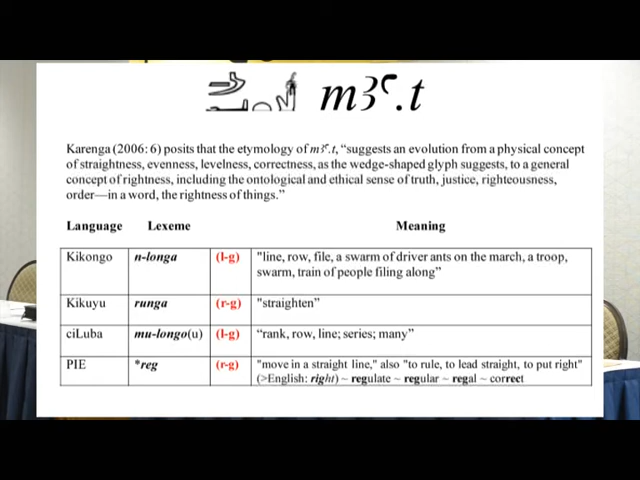 m3ꜥ.t
Karenga (2006: 6) posits that the etymology of m3ꜥ.t, “suggests an evolution from a physical concept
of straightness, evenness, levelness, correctness, as the wedge-shaped glyph suggests, to a general
concept of rightness, including the ontological and ethical sense of truth, justice, righteousness,
order—in a word, the rightness of things.”
Language Lexeme Meaning
Kikongo n-longa (l-g) "line, row, file, a swarm of driver ants on the march, a troop,
swarm, train of people filing along”
Kikuyu runga (r-g) "straighten”
ciLuba mu-longo(u) (l-g) “rank, row, line; series; many”
PIE *reg (r-g) "move in a straight line," also "to rule, to lead straight, to put right"
(>English: right) ~ regulate ~ regular ~ regal ~ correct